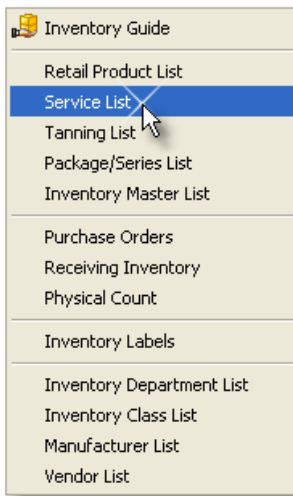 Inventory Guide
Retail Product List
Service List
Tanning List
Package/Series List
Inventory Master List
Purchase Orders
Receiving Inventory
Physical Count
Inventory Labels
Inventory Department List
Inventory Class List
Manufacturer List
Vendor List